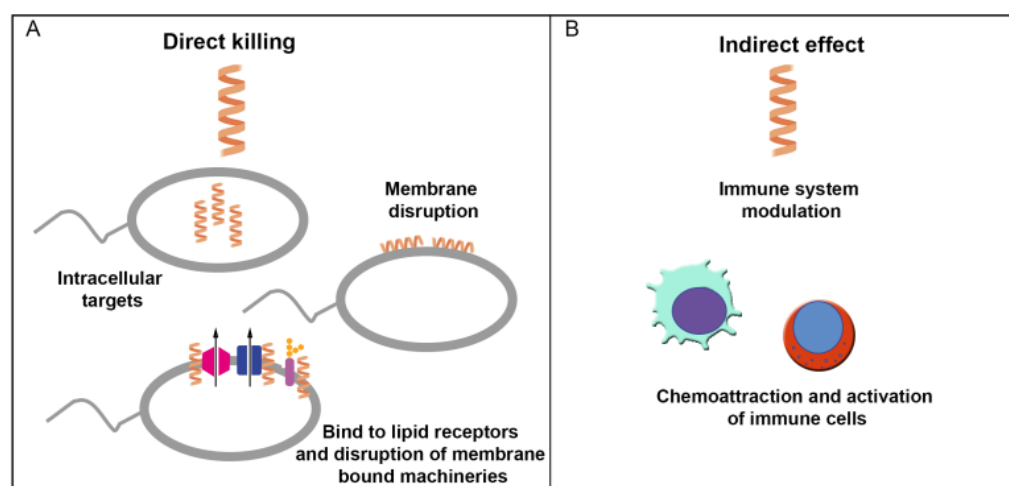 A
Direct killing
Membrane
disruption
Intracellular
targets
Bind to lipid receptors
and disruption of membrane
bound machineries
B
Indirect effect
Immune system
modulation
Chemoattraction and activation
of immune cells